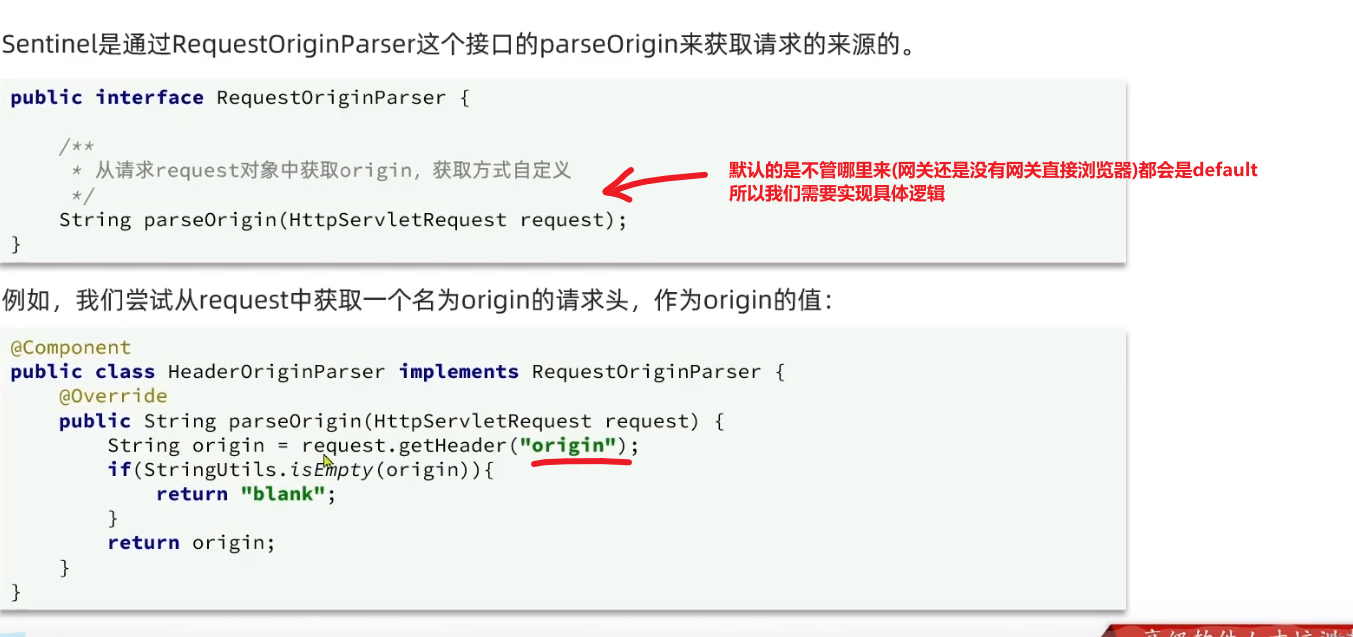 Sentinel是通过RequestOriginParser这个接口的parseOrigin来获取请求的来源的。
public interface RequestOriginParser {
/**
* 从请求request对象中获取origin，获取方式自定义
*/
String parseOrigin(HttpServletRequest request);
}
默认的是不管哪里来(网关还是没有网关直接浏览器)都会是default
所以我们需要实现具体逻辑
例如，我们尝试从request中获取一个名为origin的请求头，作为origin的值：
@Component
public class HeaderOriginParser implements RequestOriginParser {
@Override
public String parseOrigin(HttpServletRequest request) {
String origin = request.getHeader("origin");
if(StringUtils.isEmpty(origin)){
return "blank";
}
return origin;
}
}